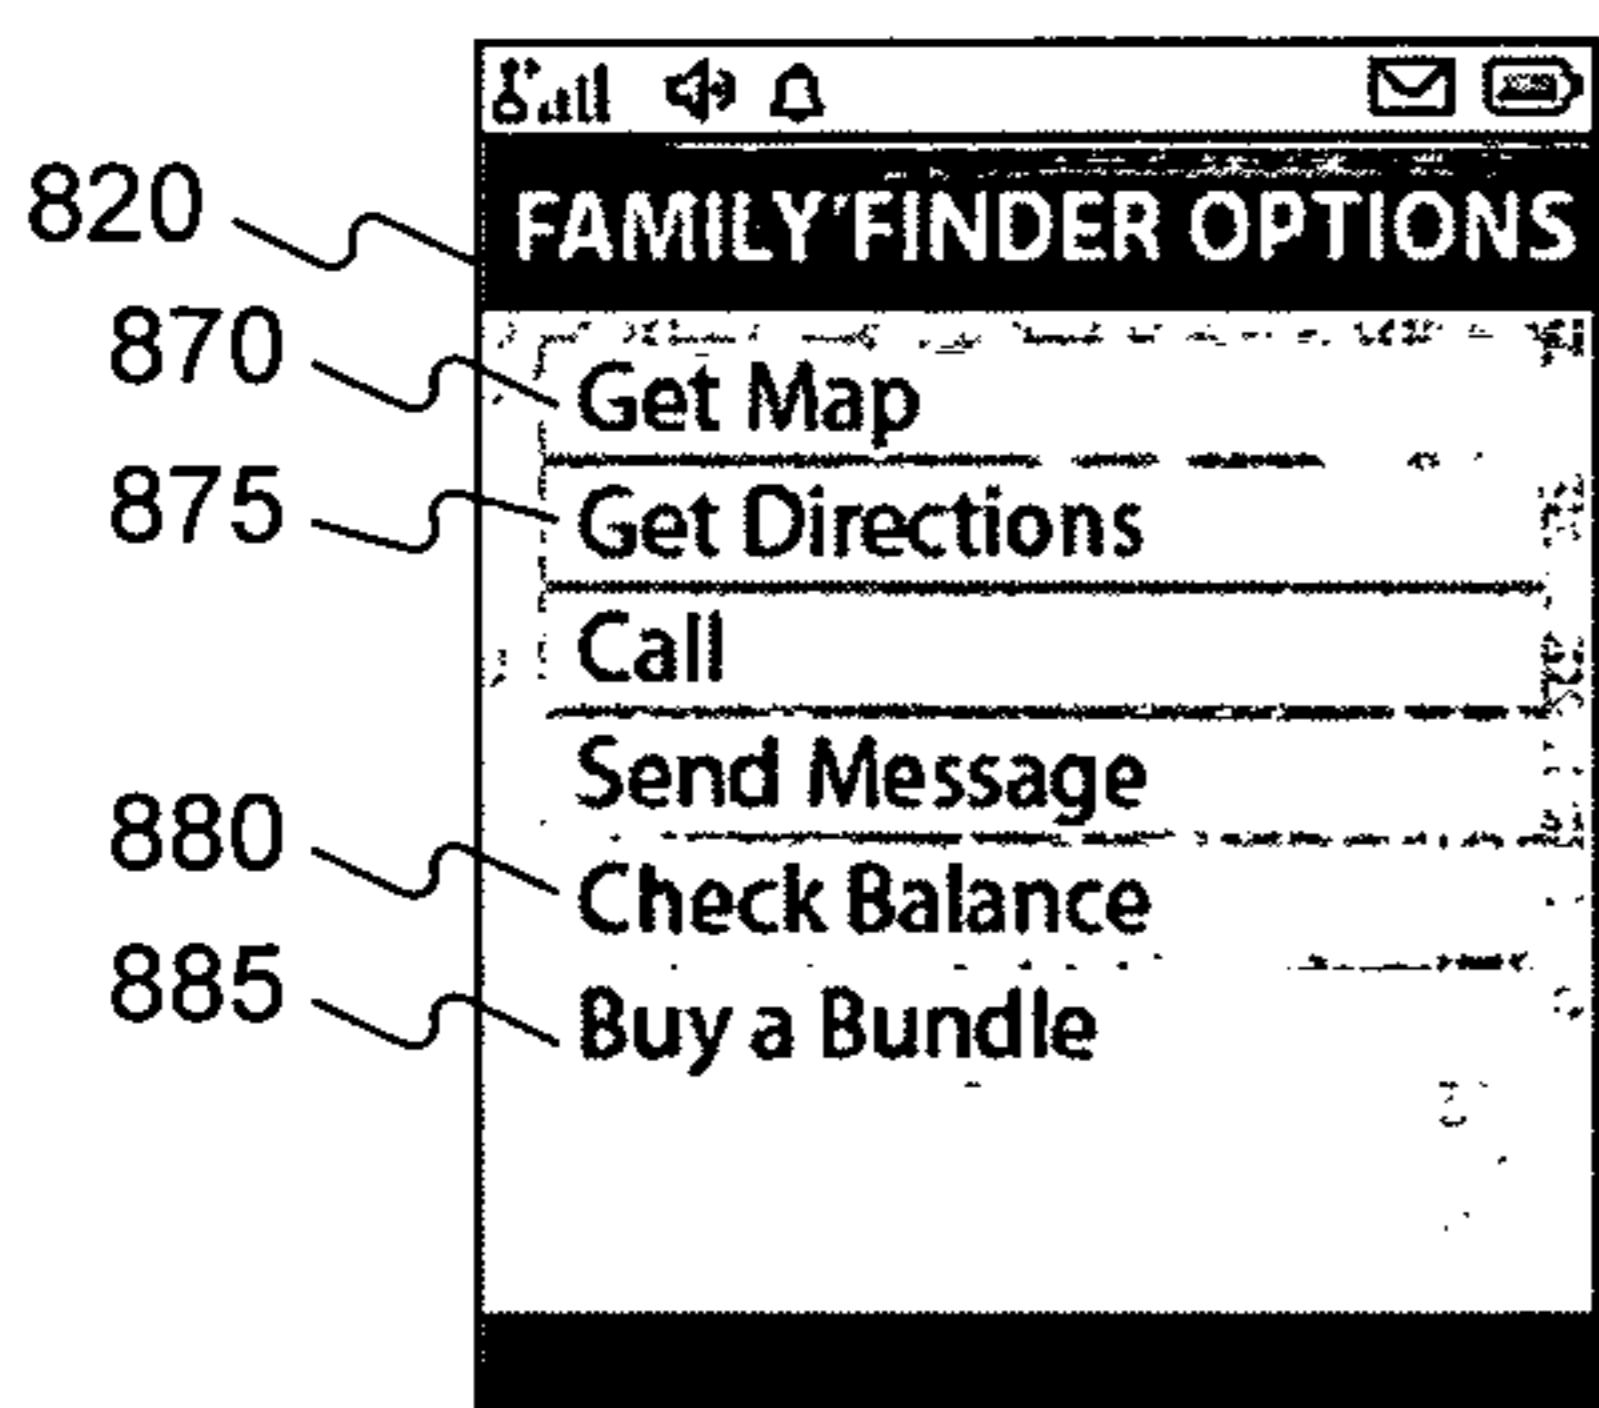 820
FAMILY FINDER OPTIONS
870
Get Map
875
Get Directions
Call
Send Message
880
Check Balance
885
Buy a Bundle